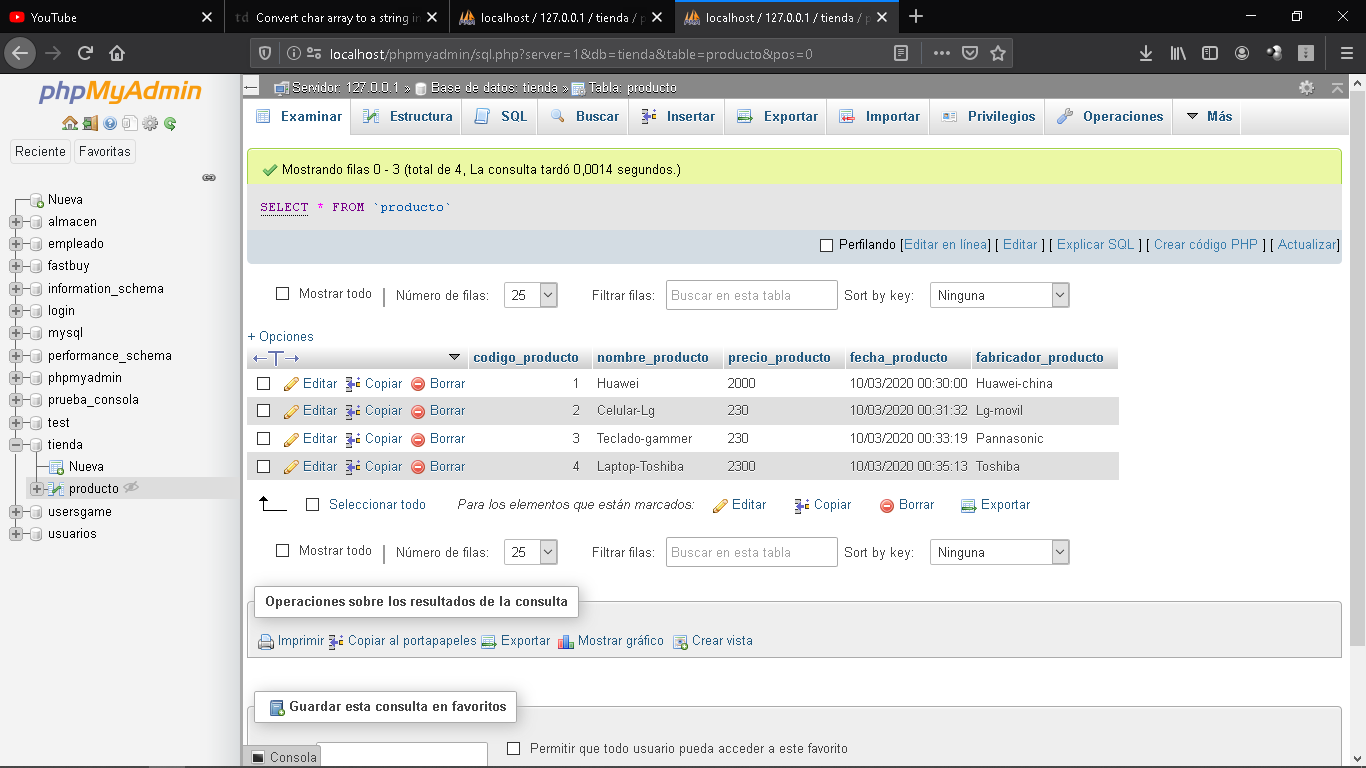 YouTube
Convert char array to a string in
localhost / 127.0.0.1 / tienda / p
localhost / 127.0.0.1 / tienda / p
localhost/phpmyadmin/sql.php?server=1&db=tienda&table=producto&pos=0
phpMyAdmin
Reciente Favoritas
Nueva
almacen
empleado
fastbuy
information_schema
login
mysql
performance_schema
phpmyadmin
prueba_consola
test
tienda
Nueva
producto
usersgame
usuarios
Servidor: 127.0.0.1 » Base de datos: tienda » Tabla: producto
Examinar Estructura SQL Buscar Insertar Exportar Importar Privilegios Operaciones Más
Mostrando filas 0 - 3 (total de 4, La consulta tardó 0,0014 segundos.)
SELECT * FROM `producto`
Perfilando [Editar en línea] [ Editar ] [ Explicar SQL ] [ Crear código PHP ] [ Actualizar]
Mostrar todo | Número de filas: 25 Filtrar filas: Buscar en esta tabla Sort by key: Ninguna
+ Opciones
←T→ codigo_producto nombre_producto precio_producto fecha_producto fabricador_producto
Editar Copiar Borrar 1 Huawei 2000 10/03/2020 00:30:00 Huawei-china
Editar Copiar Borrar 2 Celular-Lg 230 10/03/2020 00:31:32 Lg-movil
Editar Copiar Borrar 3 Teclado-gammer 230 10/03/2020 00:33:19 Pannasonic
Editar Copiar Borrar 4 Laptop-Toshiba 2300 10/03/2020 00:35:13 Toshiba
Seleccionar todo Para los elementos que están marcados: Editar Copiar Borrar Exportar
Mostrar todo | Número de filas: 25 Filtrar filas: Buscar en esta tabla Sort by key: Ninguna
Operaciones sobre los resultados de la consulta
Imprimir Copiar al portapapeles Exportar Mostrar gráfico Crear vista
Guardar esta consulta en favoritos
Permitir que todo usuario pueda acceder a este favorito
Consola